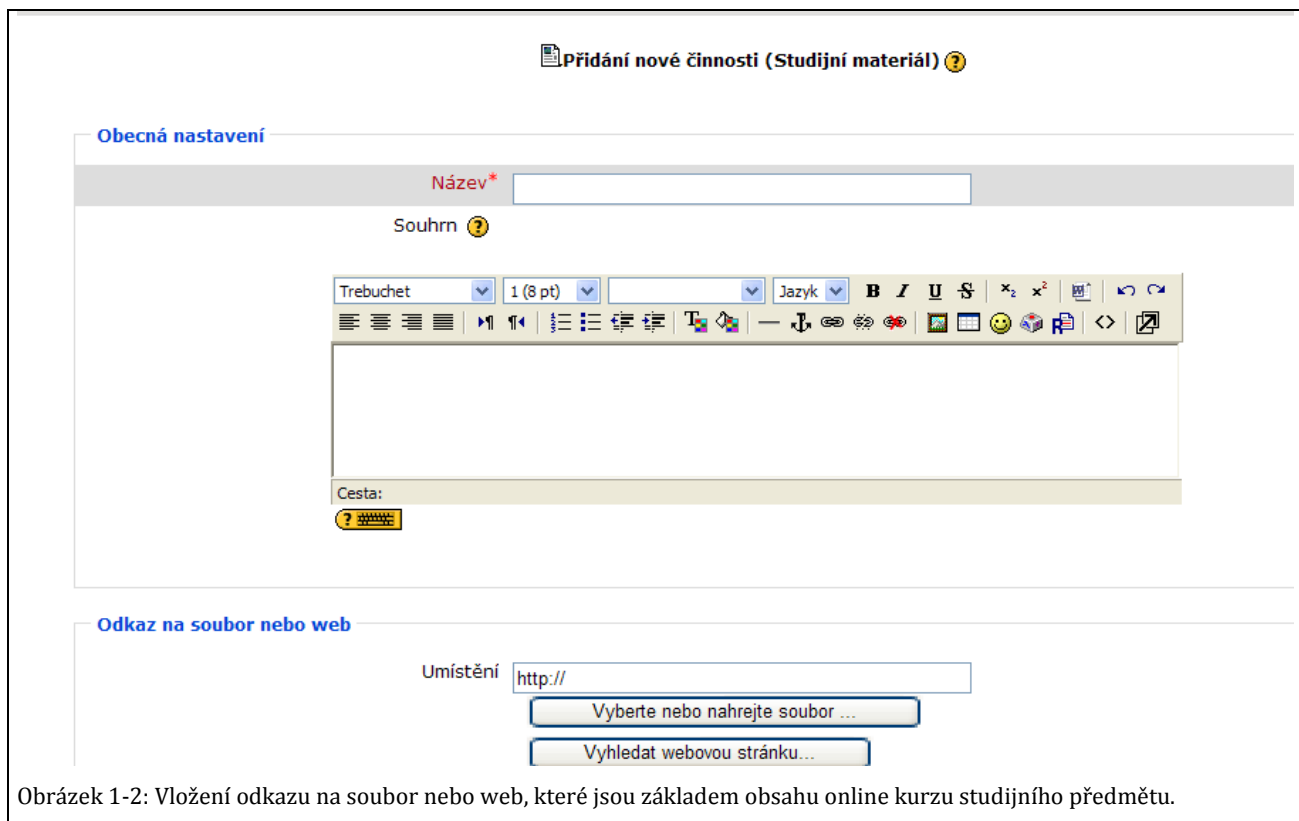 Přidání nové činnosti (Studijní materiál) ?
Obecná nastavení
Název*
Souhrn ?
Trebuchet 1 (8 pt) Jazyk B I U S x₂ x²
Cesta:
?
Odkaz na soubor nebo web
Umístění http://
Vyberte nebo nahrejte soubor ...
Vyhledat webovou stránku...
Obrázek 1-2: Vložení odkazu na soubor nebo web, které jsou základem obsahu online kurzu studijního předmětu.